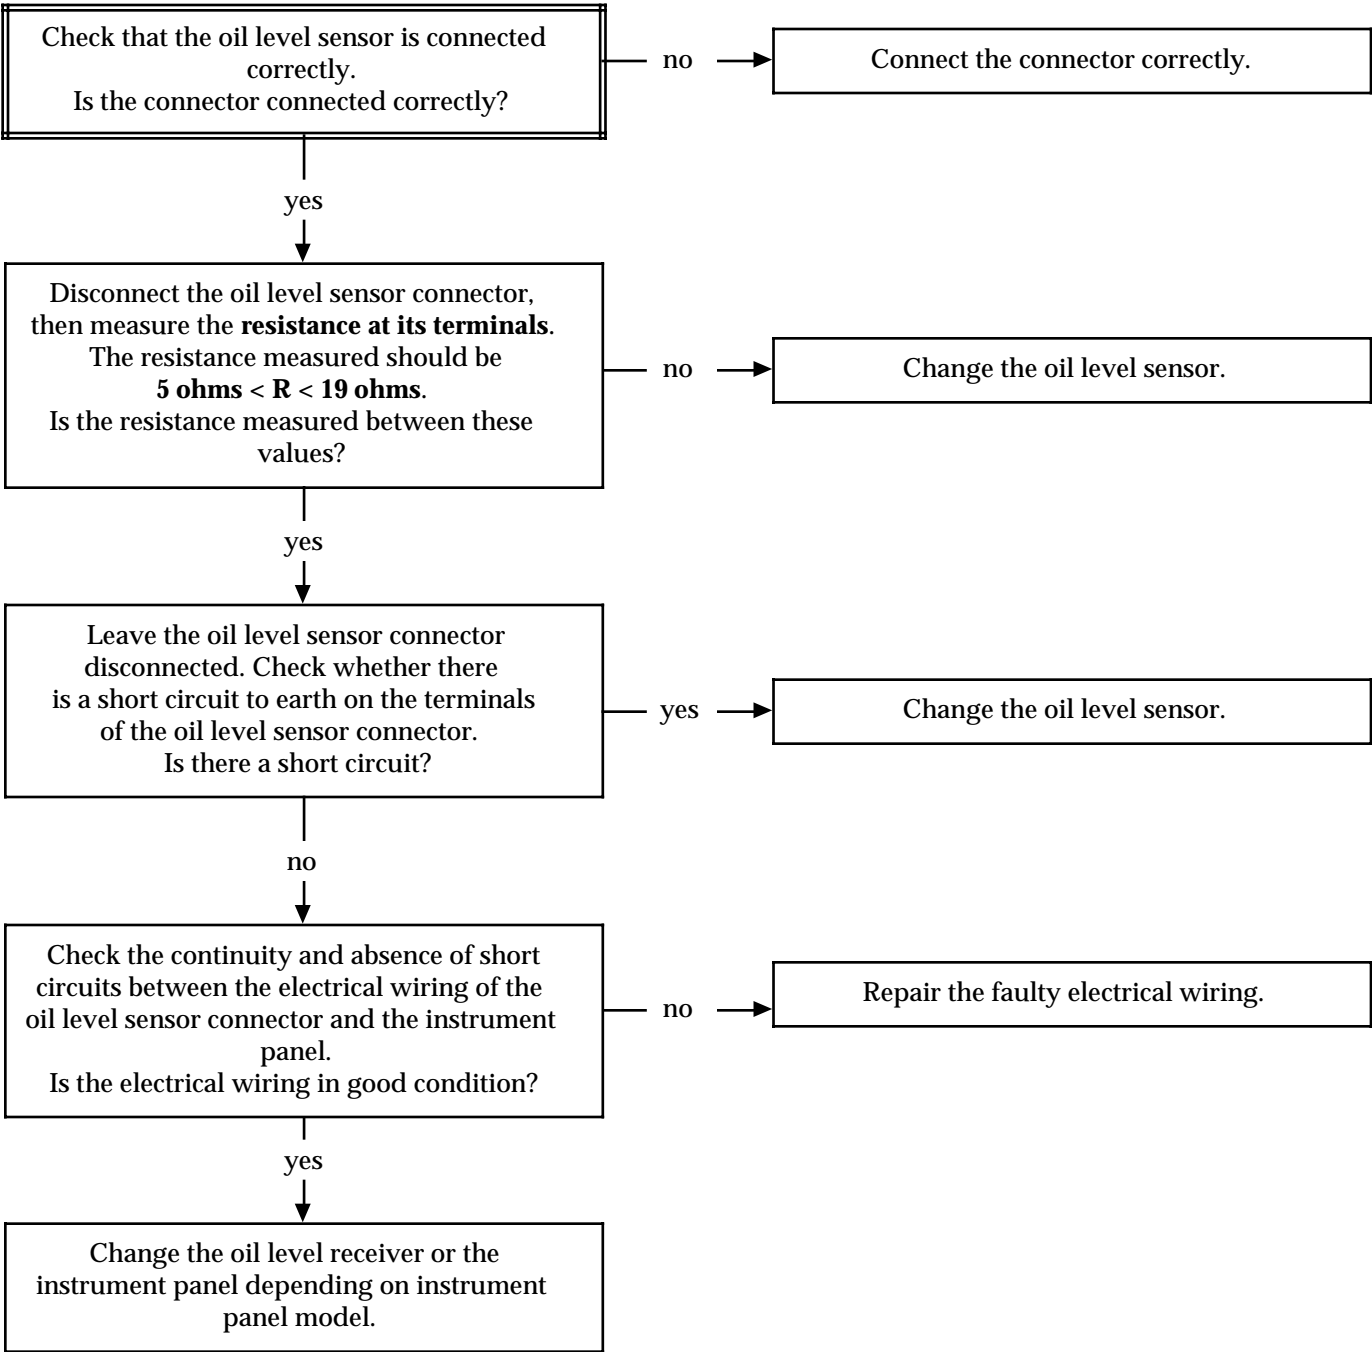 Check that the oil level sensor is connected
correctly.
Is the connector connected correctly?
no
Connect the connector correctly.
yes
Disconnect the oil level sensor connector,
then measure the resistance at its terminals.
The resistance measured should be
5 ohms < R < 19 ohms.
Is the resistance measured between these
values?
no
Change the oil level sensor.
yes
Leave the oil level sensor connector
disconnected. Check whether there
is a short circuit to earth on the terminals
of the oil level sensor connector.
Is there a short circuit?
yes
Change the oil level sensor.
no
Check the continuity and absence of short
circuits between the electrical wiring of the
oil level sensor connector and the instrument
panel.
Is the electrical wiring in good condition?
no
Repair the faulty electrical wiring.
yes
Change the oil level receiver or the
instrument panel depending on instrument
panel model.